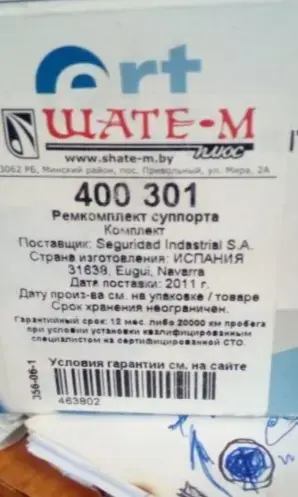 ert
ШАТЕ-М
плюс
www.shate-m.by
3062 РБ, Минский район, пос. Привольный, ул. Мира, 2А
400 301
Ремкомплект суппорта
Комплект
Поставщик: Seguridad Indastrial S.A.
Страна изготовления: ИСПАНИЯ
31638, Eugui, Navarra
Дата поставки: 2011 г.
Дату произ-ва см. на упаковке / товаре
Срок хранения неограничен.
Гарантийный срок: 12 мес. либо 20000 км пробега
при условии установки квалифицированным
специалистом на сертифицированной СТО.
Условия гарантии см. на сайте
356-06-1
463802